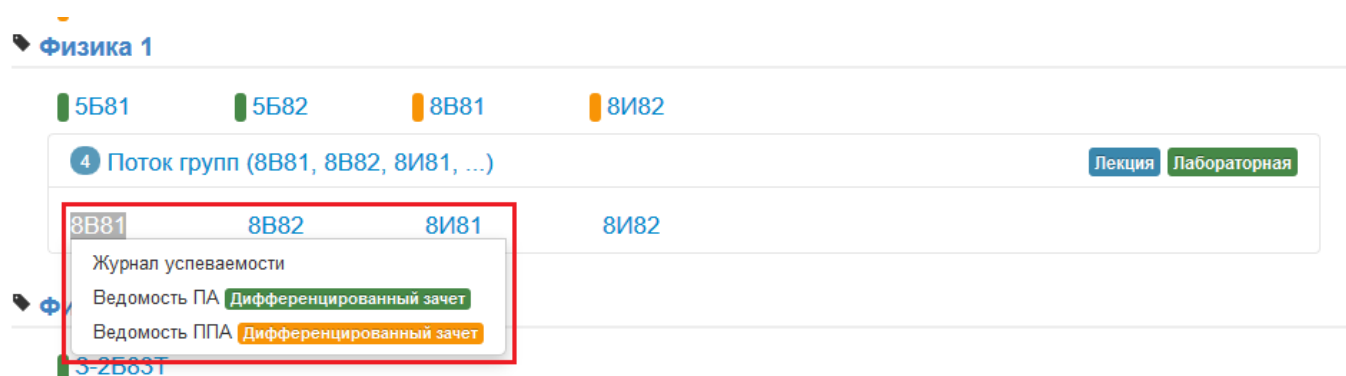 Физика 1
5Б81 5Б82 8В81 8И82
4 Поток групп (8В81, 8В82, 8И81, ...) Лекция Лабораторная
8В81 8В82 8И81 8И82
Журнал успеваемости
Ведомость ПА Дифференцированный зачет
Ведомость ППА Дифференцированный зачет
З-2Б83Т